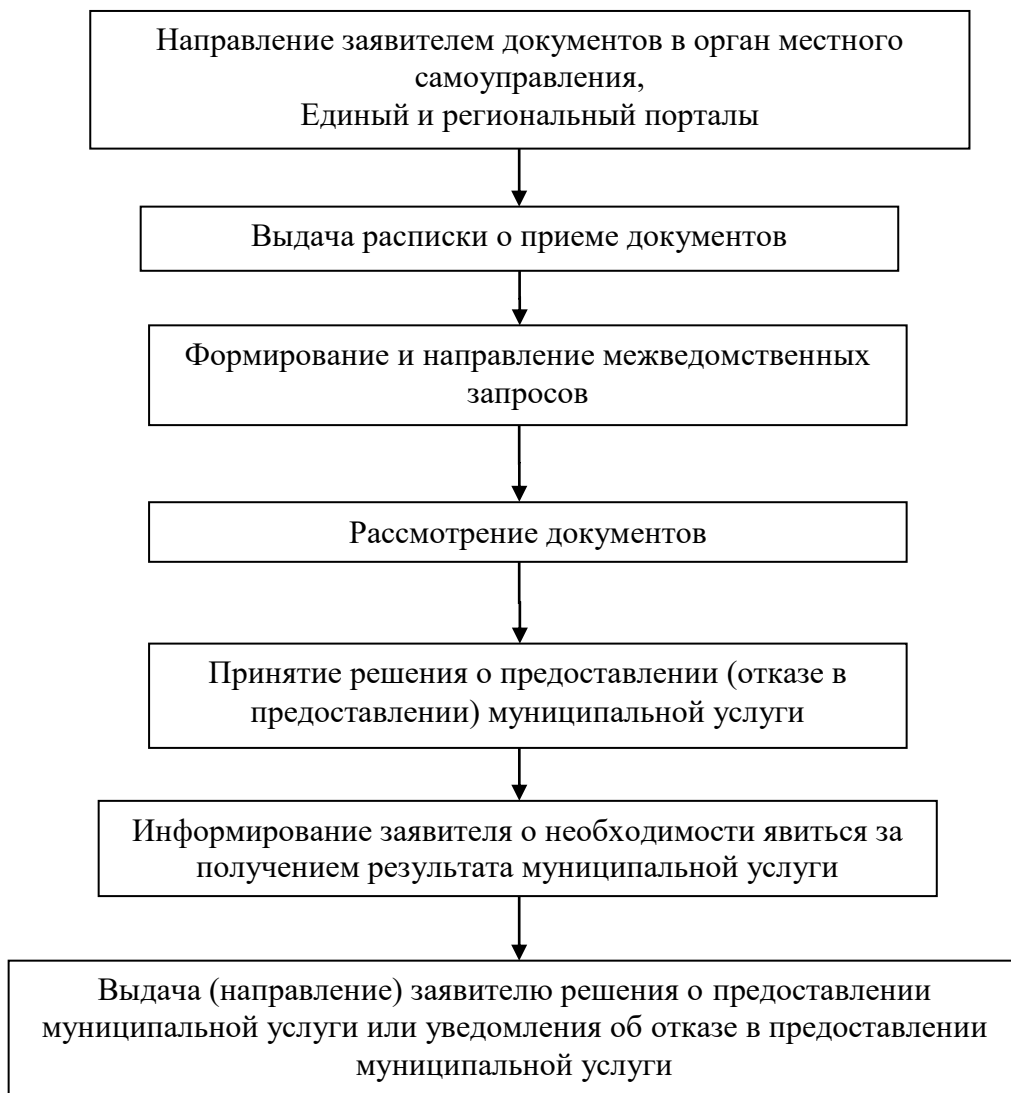 Направление заявителем документов в орган местного
самоуправления,
Единый и региональный порталы
Выдача расписки о приеме документов
Формирование и направление межведомственных
запросов
Рассмотрение документов
Принятие решения о предоставлении (отказе в
предоставлении) муниципальной услуги
Информирование заявителя о необходимости явиться за
получением результата муниципальной услуги
Выдача (направление) заявителю решения о предоставлении
муниципальной услуги или уведомления об отказе в предоставлении
муниципальной услуги